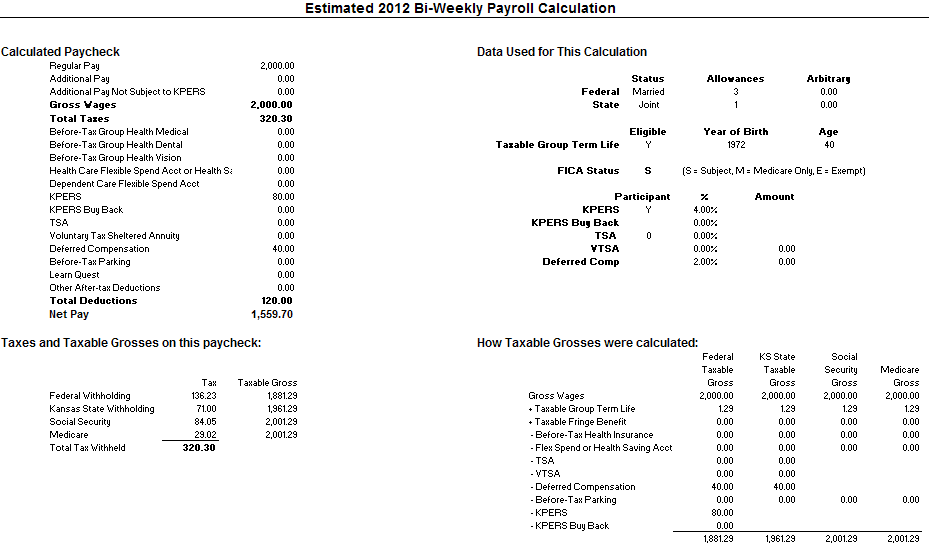 Estimated 2012 Bi-Weekly Payroll Calculation
Calculated Paycheck
Regular Pay 2,000.00
Additional Pay 0.00
Additional Pay Not Subject to KPERS 0.00
Gross Wages 2,000.00
Total Taxes 320.30
Before-Tax Group Health Medical 0.00
Before-Tax Group Health Dental 0.00
Before-Tax Group Health Vision 0.00
Health Care Flexible Spend Acct or Health Sa 0.00
Dependent Care Flexible Spend Acct 0.00
KPERS 80.00
KPERS Buy Back 0.00
TSA 0.00
Voluntary Tax Sheltered Annuity 0.00
Deferred Compensation 40.00
Before-Tax Parking 0.00
Learn Quest 0.00
Other After-tax Deductions 0.00
Total Deductions 120.00
Net Pay 1,559.70
Data Used for This Calculation
Status Allowances Arbitrary
Federal Married 3 0.00
State Joint 1 0.00
Eligible Year of Birth Age
Taxable Group Term Life Y 1972 40
FICA Status S (S = Subject, M = Medicare Only, E = Exempt)
Participant % Amount
KPERS Y 4.00%
KPERS Buy Back 0.00%
TSA 0 0.00%
VTSA 0.00% 0.00
Deferred Comp 2.00% 0.00
Taxes and Taxable Grosses on this paycheck:
Tax Taxable Gross
Federal Withholding 136.23 1,881.29
Kansas State Withholding 71.00 1,961.29
Social Security 84.05 2,001.29
Medicare 29.02 2,001.29
Total Tax Withheld 320.30
How Taxable Grosses were calculated:
Federal KS State Social
Taxable Taxable Security Medicare
Gross Gross Gross Gross
Gross Wages 2,000.00 2,000.00 2,000.00 2,000.00
+ Taxable Group Term Life 1.29 1.29 1.29 1.29
+ Taxable Fringe Benefit 0.00 0.00 0.00 0.00
- Before-Tax Health Insurance 0.00 0.00 0.00 0.00
- Flex Spend or Health Saving Acct 0.00 0.00 0.00 0.00
- TSA 0.00 0.00
- VTSA 0.00 0.00
- Deferred Compensation 40.00 40.00
- Before-Tax Parking 0.00 0.00 0.00 0.00
- KPERS 80.00
- KPERS Buy Back 0.00
1,881.29 1,961.29 2,001.29 2,001.29